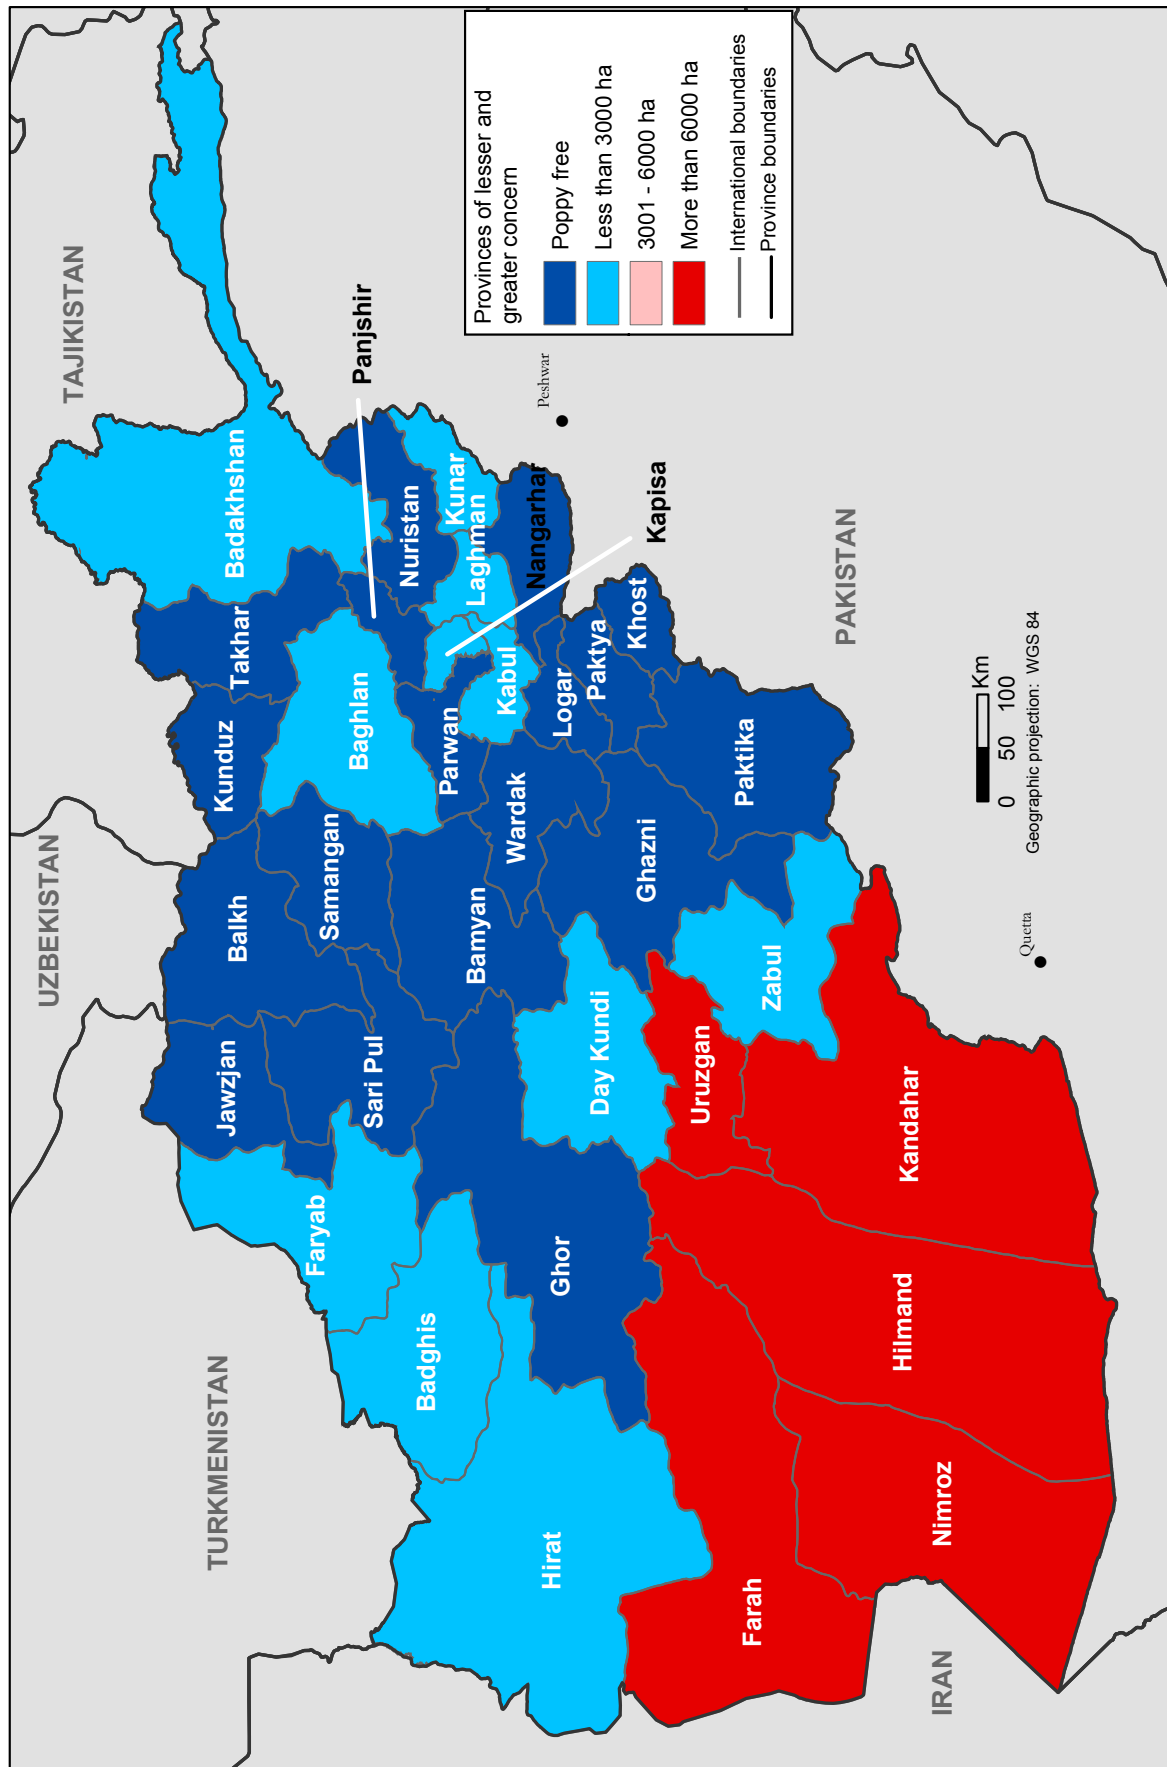 UZBEKISTAN
TAJIKISTAN
TURKMENISTAN
Jawzjan
Balkh
Kunduz
Takhar
Badakhshan
Faryab
Sari Pul
Samangan
Baghlan
Panjshir
Badghis
Bamyan
Parwan
Nuristan
Kunar
Laghman
Kabul
Kapisa
Nangarhar
Wardak
Logar
Paktya
Khost
Hirat
Ghor
Day Kundi
Ghazni
Paktika
Uruzgan
Zabul
Farah
Nimroz
Hilmand
Kandahar
IRAN
PAKISTAN
Peshwar
Quetta
Provinces of lesser and
greater concern
Poppy free
Less than 3000 ha
3001 - 6000 ha
More than 6000 ha
International boundaries
Province boundaries
Km
0 50 100
Geographic projection: WGS 84